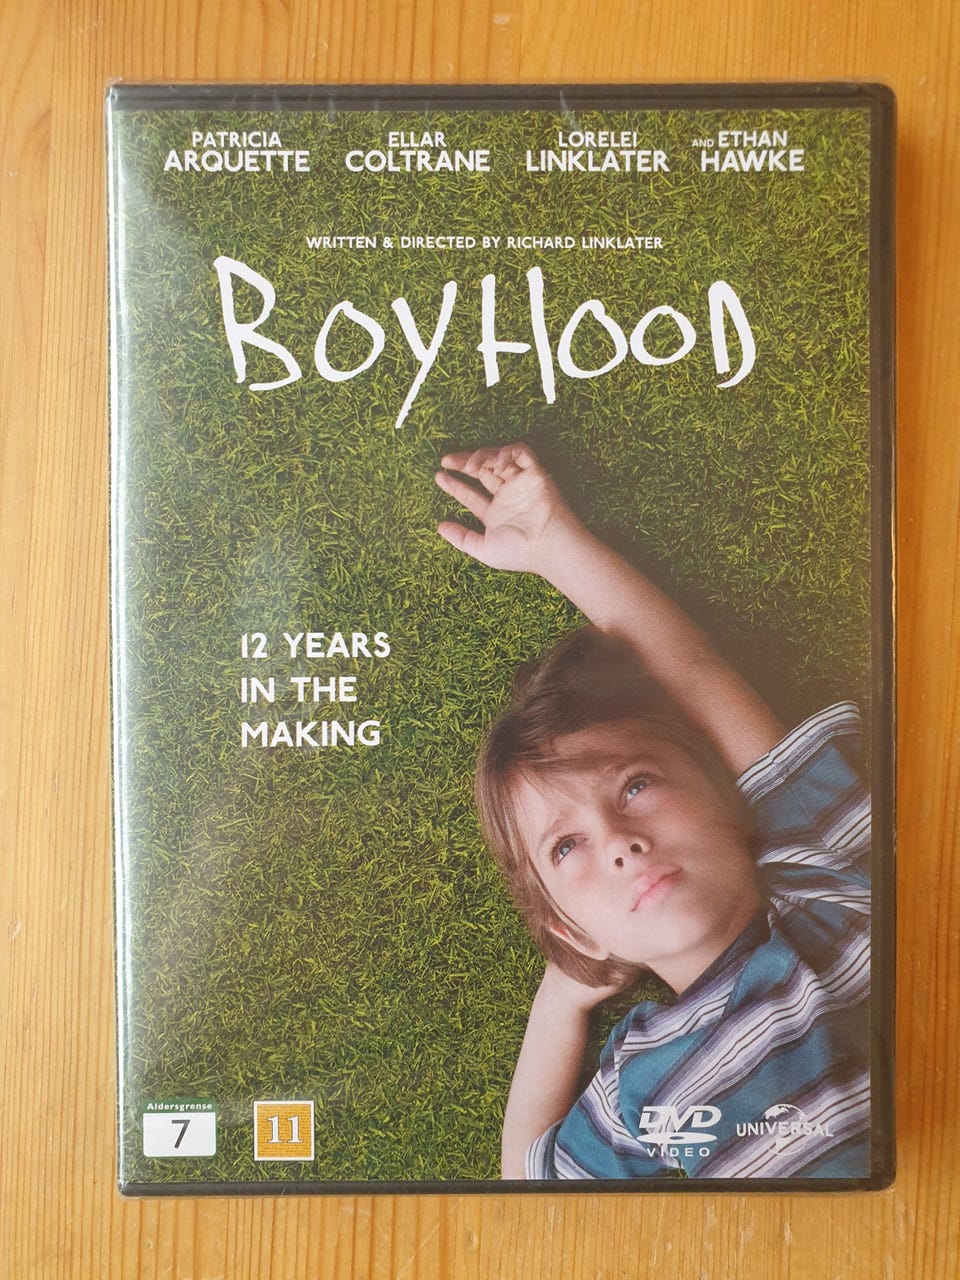 PATRICIA ARQUETTE
ELLAR COLTRANE
LORELEI LINKLATER
AND ETHAN HAWKE
WRITTEN & DIRECTED BY RICHARD LINKLATER
BOYHOOD
12 YEARS
IN THE
MAKING
Aldersgrense
7
11
DVD
VIDEO
UNIVERSAL